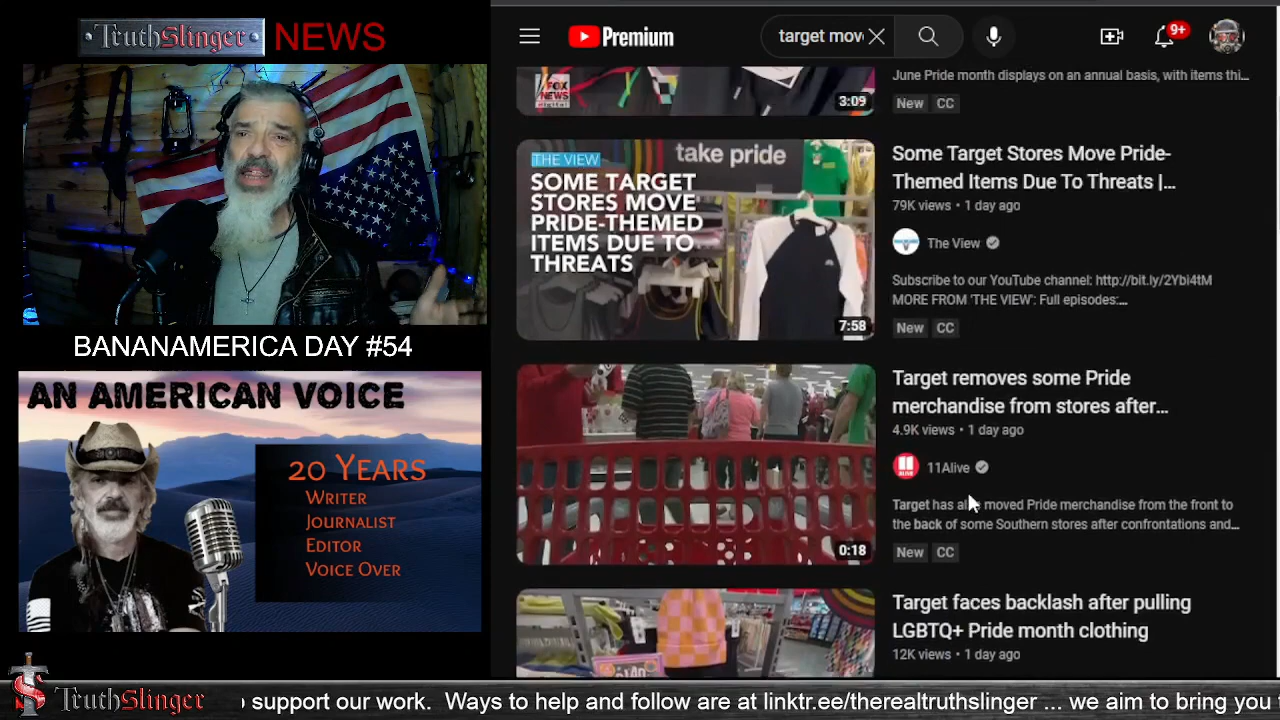 TruthSlinger NEWS
BANANAMERICA DAY #54
AN AMERICAN VOICE
20 YEARS
WRITER
JOURNALIST
EDITOR
VOICE OVER
Premium
target mov
9+
FOX
NEWS
digital
3:09
June Pride month displays on an annual basis, with items thi...
New CC
THE VIEW
take pride
SOME TARGET
STORES MOVE
PRIDE-THEMED
ITEMS DUE TO
THREATS
7:58
Some Target Stores Move Pride-
Themed Items Due To Threats |...
79K views • 1 day ago
The View
Subscribe to our YouTube channel: http://bit.ly/2Ybi4tM
MORE FROM 'THE VIEW': Full episodes:...
New CC
0:18
Target removes some Pride
merchandise from stores after...
4.9K views • 1 day ago
11Alive
Target has also moved Pride merchandise from the front to
the back of some Southern stores after confrontations and...
New CC
Target faces backlash after pulling
LGBTQ+ Pride month clothing
12K views • 1 day ago
TruthSlinger
support our work. Ways to help and follow are at linktr.ee/therealtruthslinger ... we aim to bring you